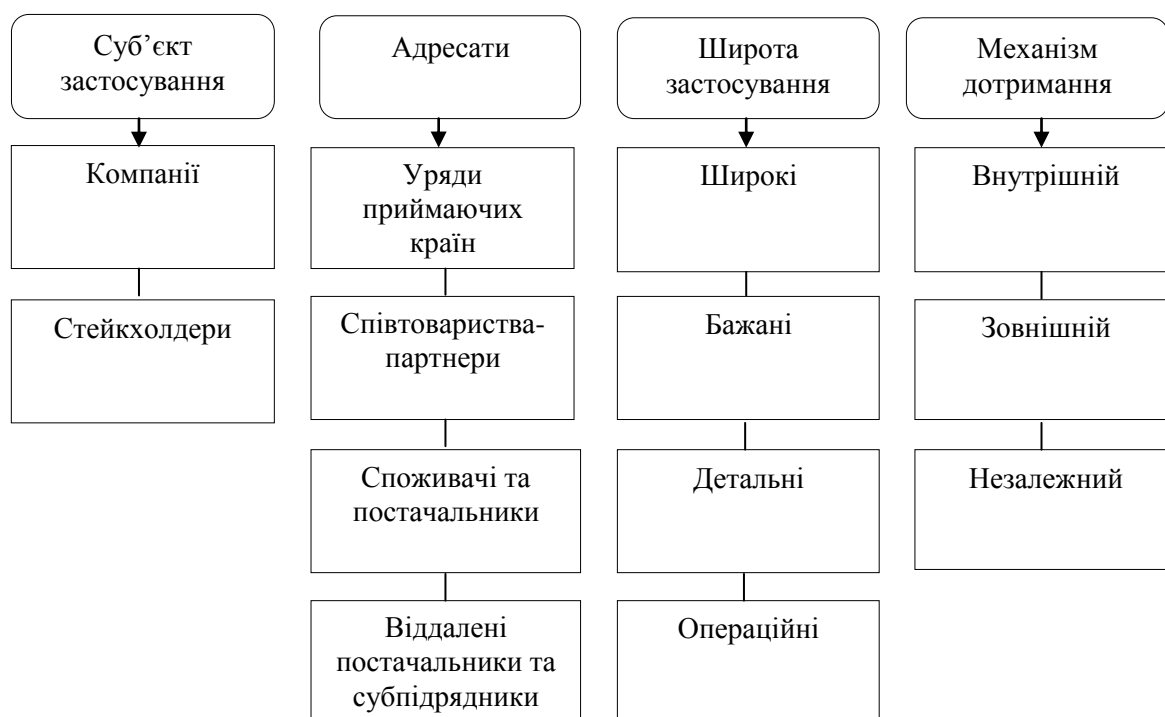 Суб’єкт
застосування
Адресати
Широта
застосування
Механізм
дотримання
Компанії
Уряди
приймаючих
країн
Широкі
Внутрішній
Стейкхолдери
Співтовариства-
партнери
Бажані
Зовнішній
Споживачі та
постачальники
Детальні
Незалежний
Віддалені
постачальники та
субпідрядники
Операційні